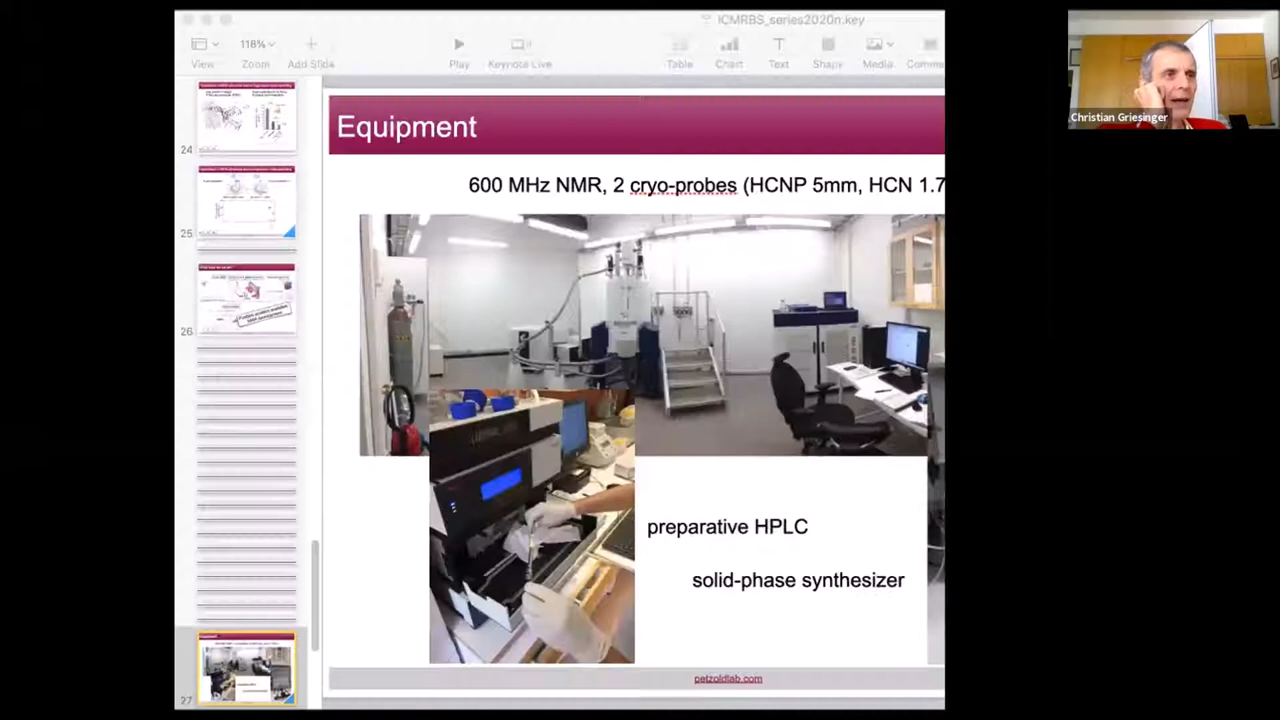 ICMRBS_series2020n.key
118%
View
Zoom
Add Slide
Play
Keynote Live
Table
Chart
Text
Shape
Media
Comme
Christian Griesinger
Equipment
600 MHz NMR, 2 cryo-probes (HCNP 5mm, HCN 1.7
preparative HPLC
solid-phase synthesizer
petzoldlab.com
24
25
26
27